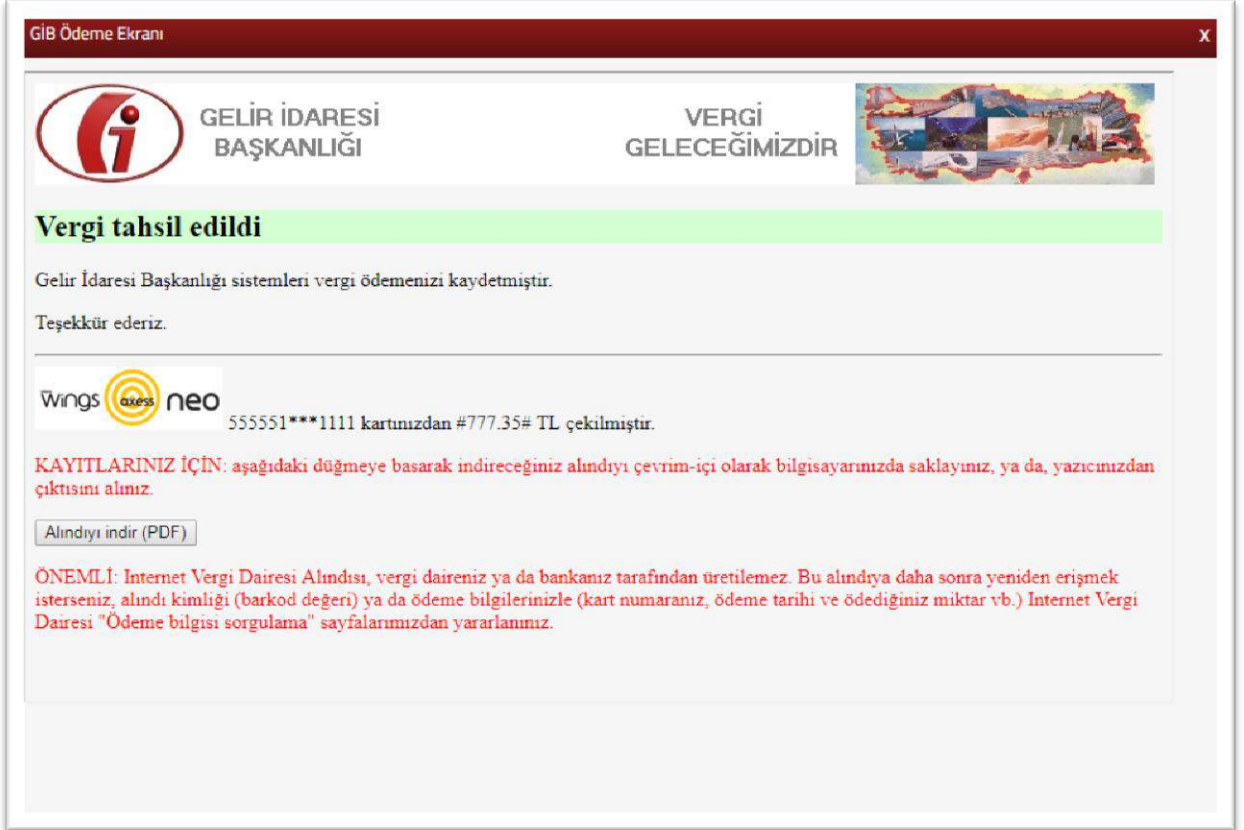 GİB Ödeme Ekranı
X
GELİR İDARESİ
BAŞKANLIĞI
VERGİ
GELECEĞİMİZDİR
Vergi tahsil edildi
Gelir İdaresi Başkanlığı sistemleri vergi ödemenizi kaydetmiştir.
Teşekkür ederiz.
Wings axess neo
555551***1111 kartınızdan #777.35# TL çekilmiştir.
KAYITLARINIZ İÇİN: aşağıdaki düğmeye basarak indireceğiniz alındıyı çevrim-içi olarak bilgisayarınızda saklayınız, ya da, yazıcınızdan
çıktısını alınız.
Alındıyı indir (PDF)
ÖNEMLİ: Internet Vergi Dairesi Alındısı, vergi daireniz ya da bankanız tarafından üretilemez. Bu alındıya daha sonra yeniden erişmek
isterseniz, alındı kimliği (barkod değeri) ya da ödeme bilgilerinizle (kart numaranız, ödeme tarihi ve ödediğiniz miktar vb.) Internet Vergi
Dairesi "Ödeme bilgisi sorgulama" sayfalarımızdan yararlanınız.